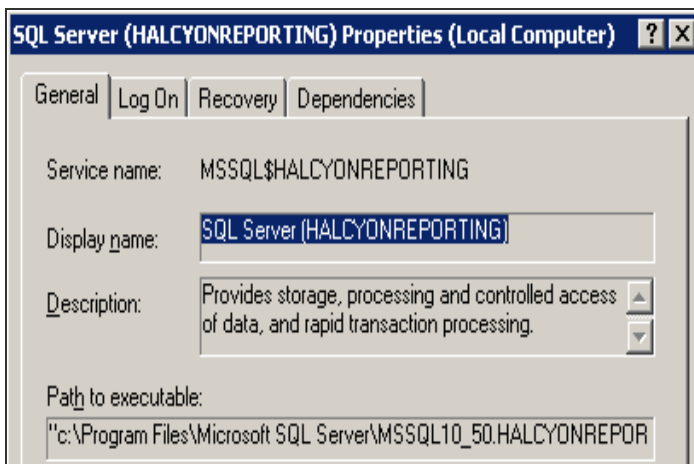 SQL Server (HALCYONREPORTING) Properties (Local Computer) ? X
General Log On Recovery Dependencies
Service name: MSSQL$HALCYONREPORTING
Display name: SQL Server (HALCYONREPORTING)
Description: Provides storage, processing and controlled access
of data, and rapid transaction processing.
Path to executable:
"c:\Program Files\Microsoft SQL Server\MSSQL10_50.HALCYONREPOR